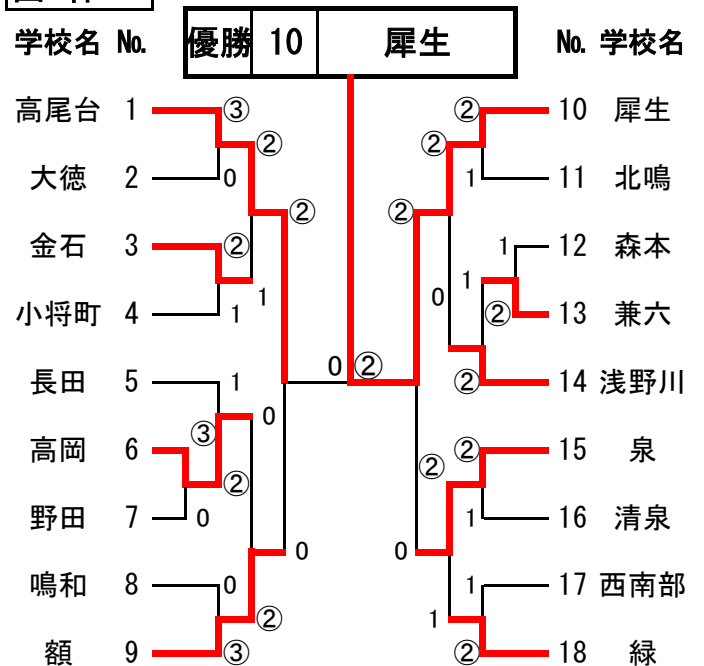 学校名 No. 優勝 10 犀生 No. 学校名
高尾台 1 ③ ② 10 犀生
② ②
大徳 2 0 1 11 北鳴
② ②
金石 3 ② 1 12 森本
1 0 1
小将町 4 1 ② 13 兼六
0 ②
長田 5 1 ② 14 浅野川
0
高岡 6 ③ ② ② 15 泉
②
野田 7 0 1 16 清泉
0 0
鳴和 8 0 1 17 西南部
② 1
額 9 ③ ② 18 緑